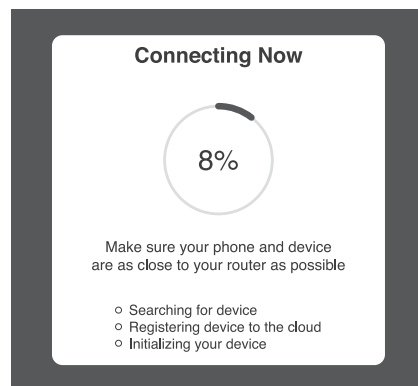 Connecting Now
8%
Make sure your phone and device
are as close to your router as possible
Searching for device
Registering device to the cloud
Initializing your device